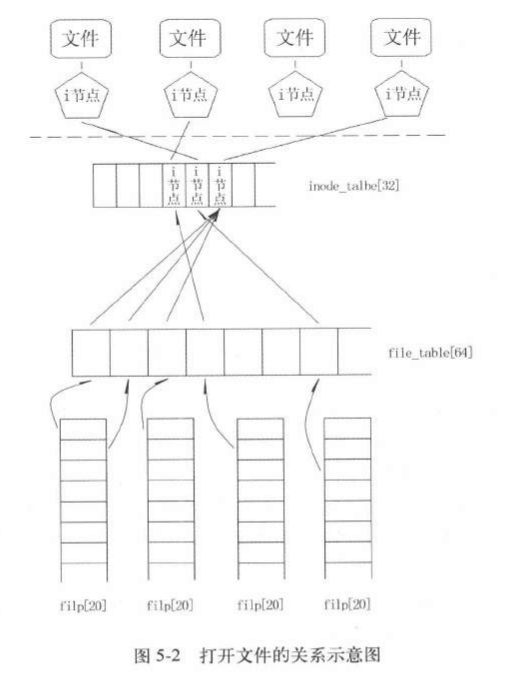 文件 文件 文件 文件
i节点 i节点 i节点 i节点
i节点 i节点 i节点
inode_talbe[32]
file_table[64]
filp[20] filp[20] filp[20] filp[20]
图 5-2 打开文件的关系示意图